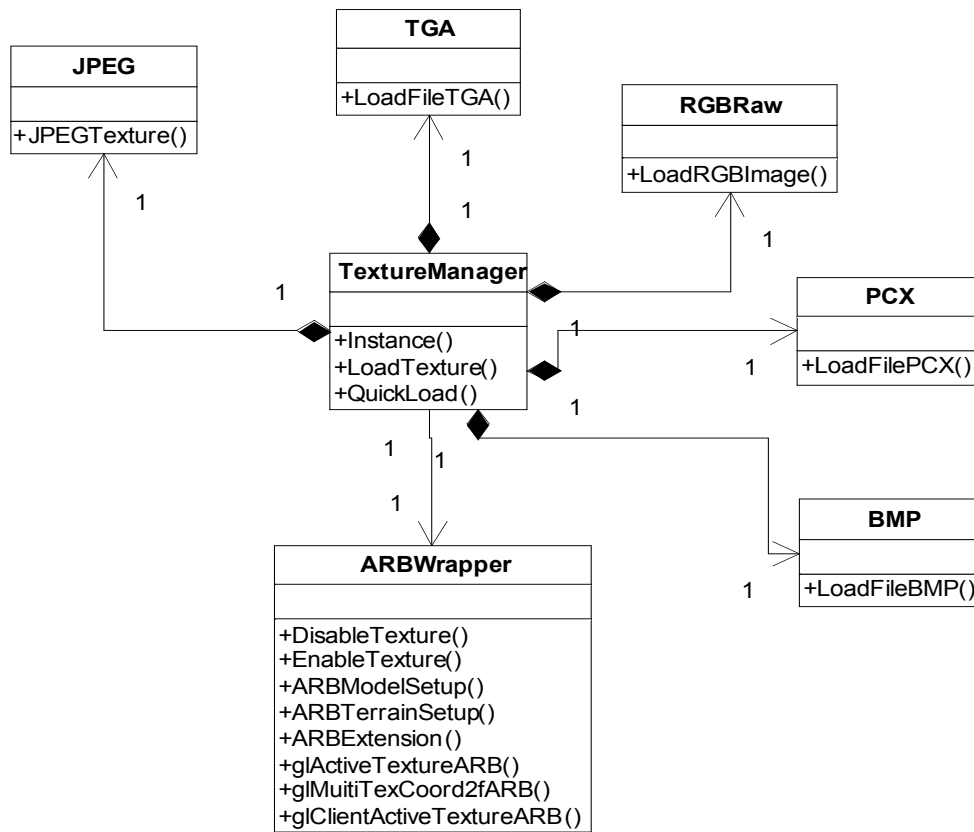 TGA
+LoadFileTGA()
JPEG
+JPEGTexture()
RGBRaw
+LoadRGBImage()
1
1
1
1
1
TextureManager
+Instance()
+LoadTexture()
+QuickLoad()
1
1
1
1
PCX
+LoadFilePCX()
1
1
1
BMP
+LoadFileBMP()
1
ARBWrapper
+DisableTexture()
+EnableTexture()
+ARBModelSetup()
+ARBTerrainSetup()
+ARBExtension()
+glActiveTextureARB()
+glMuitiTexCoord2fARB()
+glClientActiveTextureARB()